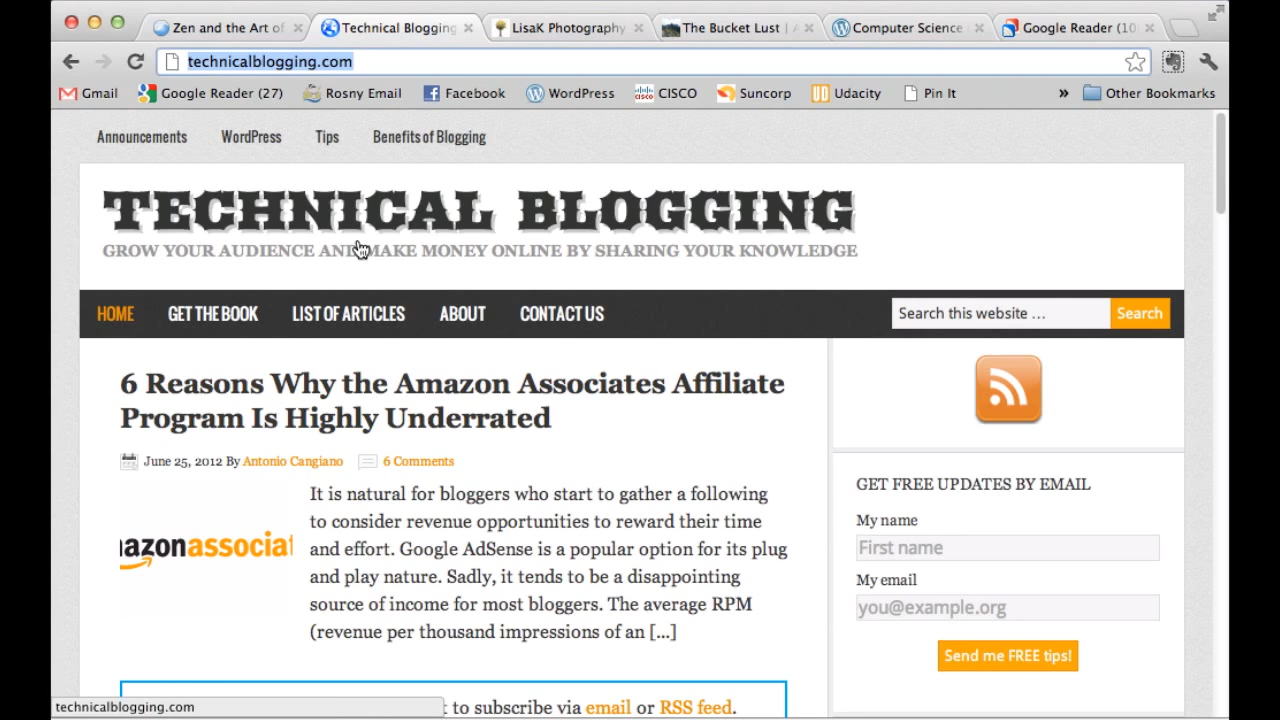 Zen and the Art of
Technical Blogging
LisaK Photography
The Bucket Lust | /
Computer Science
Google Reader (10
technicalblogging.com
Gmail
Google Reader (27)
Rosny Email
Facebook
WordPress
CISCO
Suncorp
Udacity
Pin It
»
Other Bookmarks
Announcements
WordPress
Tips
Benefits of Blogging
TECHNICAL BLOGGING
GROW YOUR AUDIENCE AND MAKE MONEY ONLINE BY SHARING YOUR KNOWLEDGE
HOME
GET THE BOOK
LIST OF ARTICLES
ABOUT
CONTACT US
Search this website ...
Search
6 Reasons Why the Amazon Associates Affiliate
Program Is Highly Underrated
June 25, 2012 By Antonio Cangiano
6 Comments
azonassociat
It is natural for bloggers who start to gather a following
to consider revenue opportunities to reward their time
and effort. Google AdSense is a popular option for its plug
and play nature. Sadly, it tends to be a disappointing
source of income for most bloggers. The average RPM
(revenue per thousand impressions of an [...]
GET FREE UPDATES BY EMAIL
My name
First name
My email
you@example.org
Send me FREE tips!
t to subscribe via email or RSS feed.
technicalblogging.com